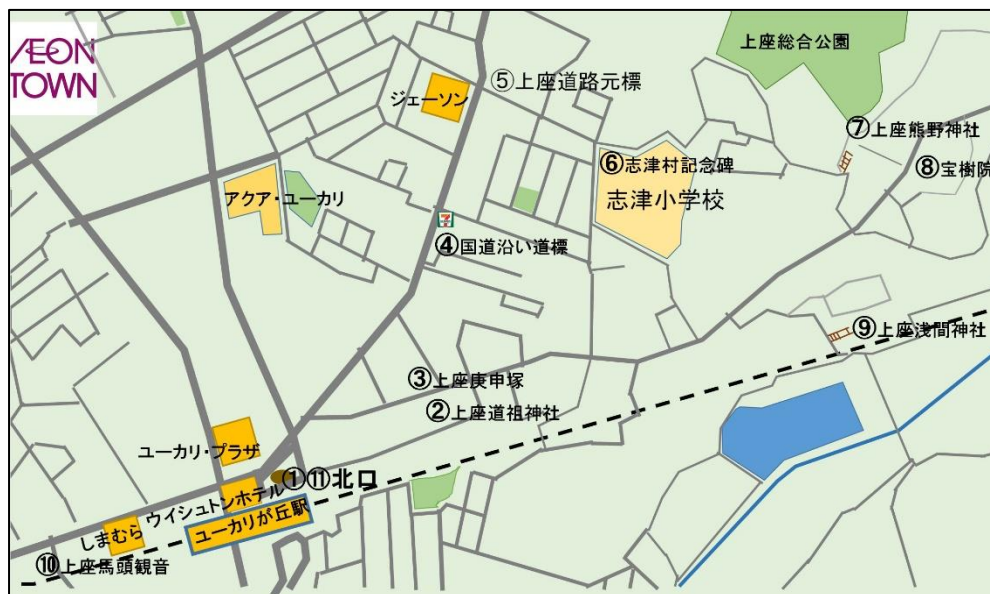 ÆON
TOWN
上座総合公園
ジェーソン
⑤上座道路元標
⑦上座熊野神社
⑥志津村記念碑
⑧宝樹院
アクア・ユーカリ
志津小学校
7
④国道沿い道標
⑨上座浅間神社
③上座庚申塚
②上座道祖神社
ユーカリ・プラザ
①⑪北口
ウイシュトンホテル
ユーカリが丘駅
しまむら
⑩上座馬頭観音